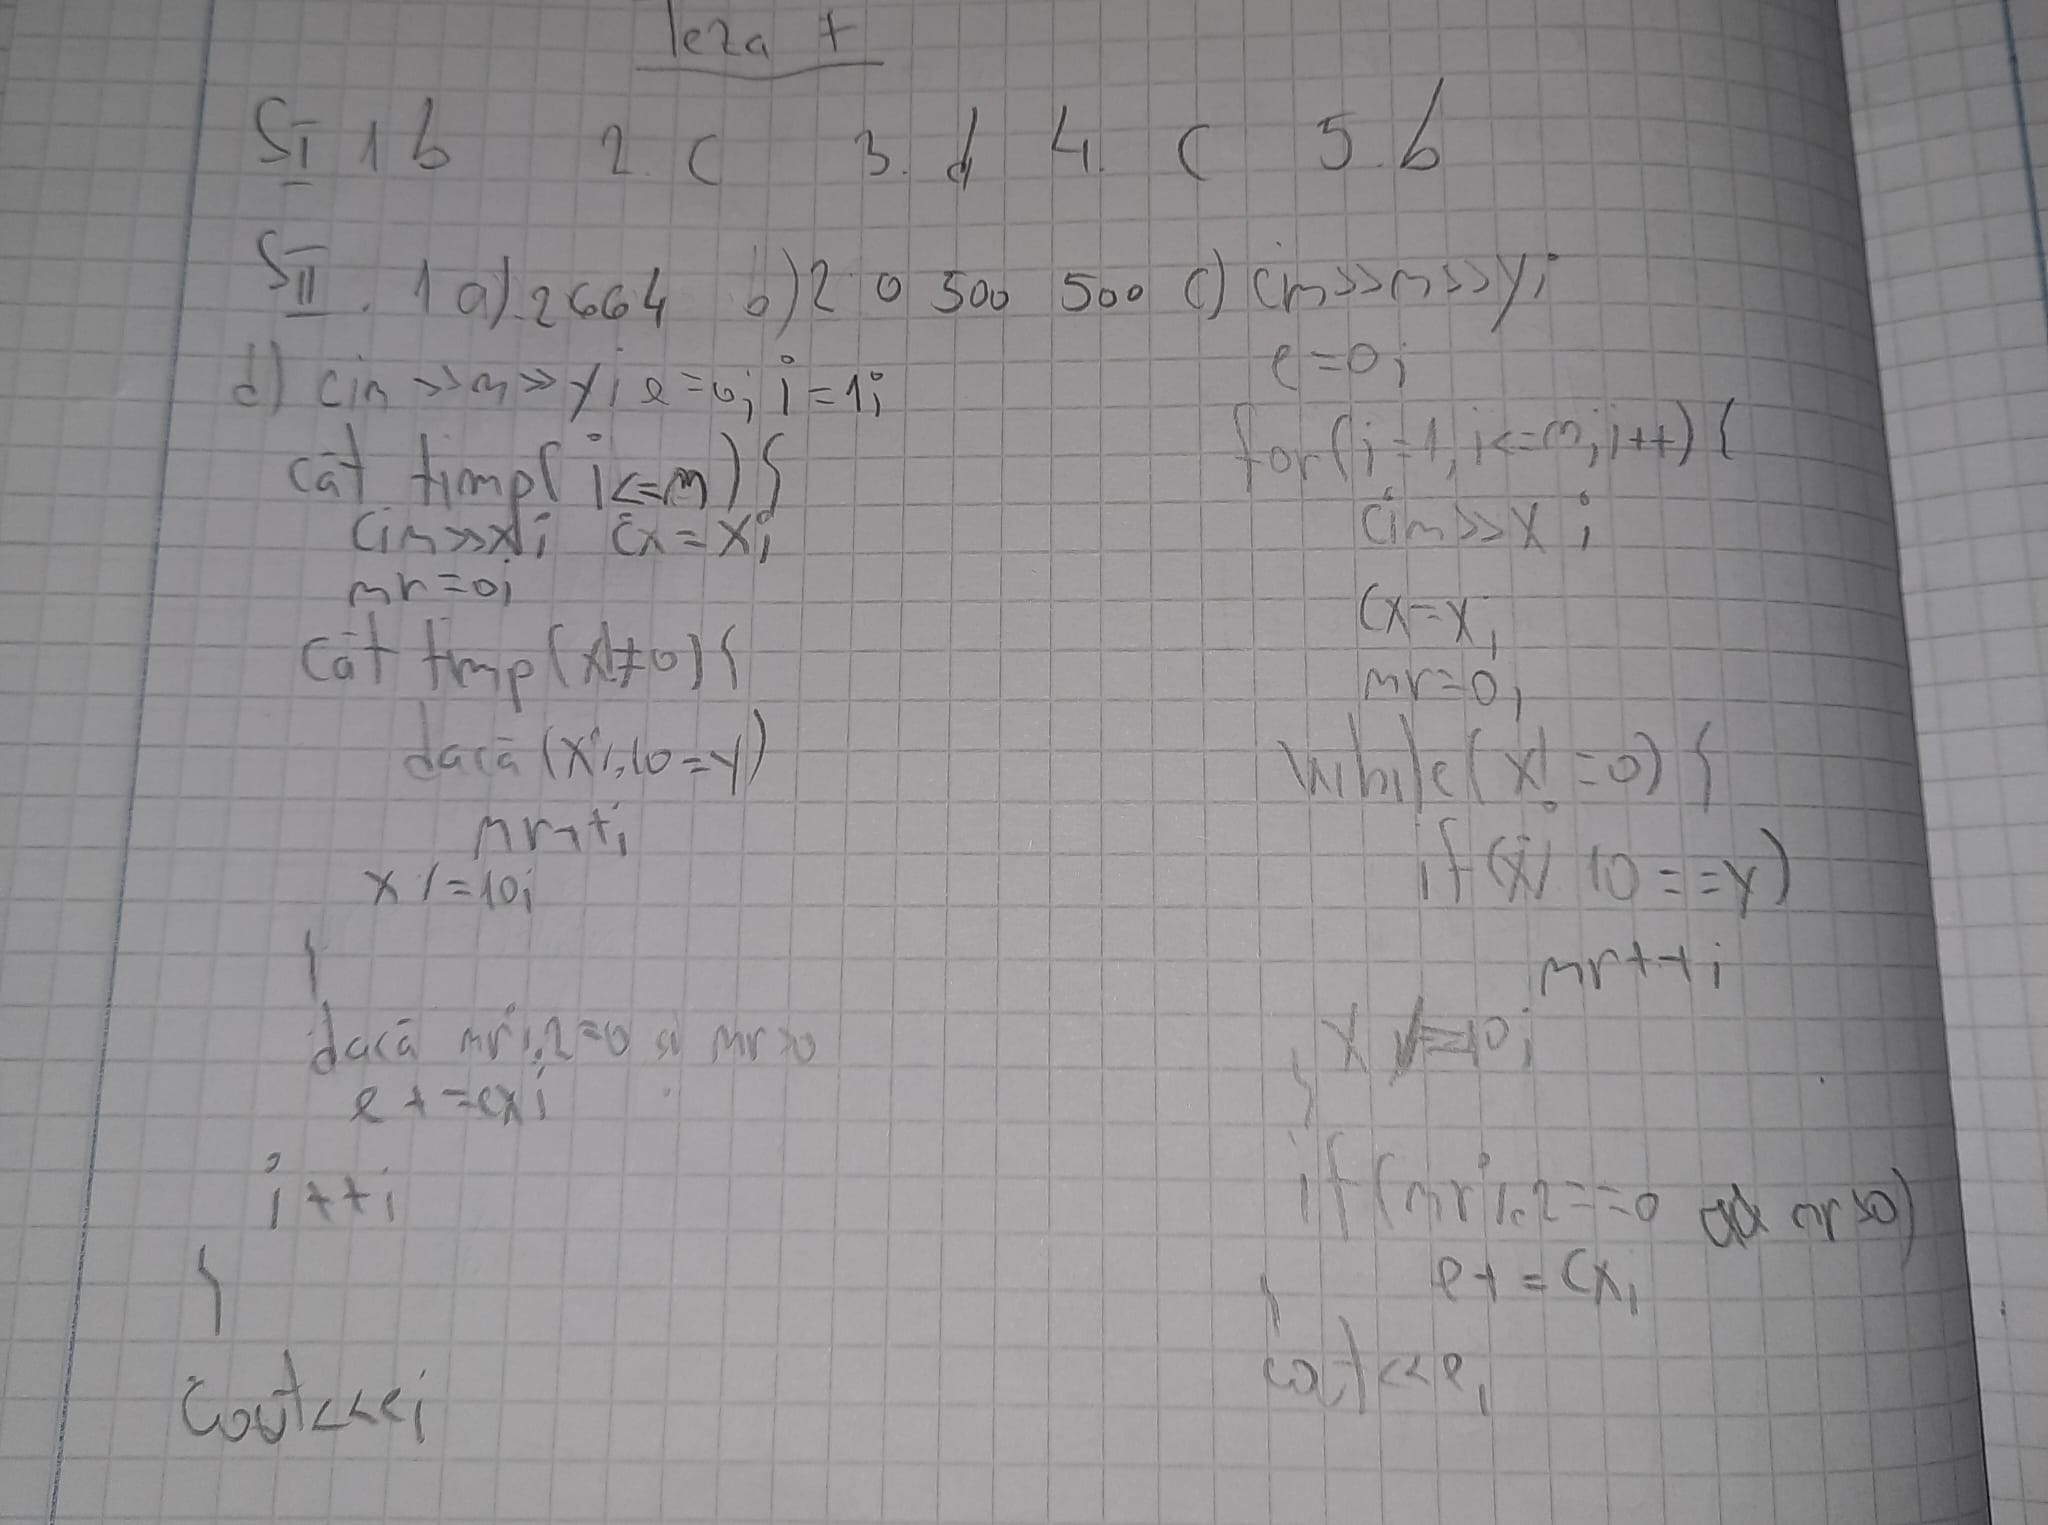 Teza +
SI 1 b 2. c 3. d 4. c 5. b
SII. 1 a) 2664 b) 2 0 500 500 c) cin>>n>>y;
e=0;
for(i=1, i<=n; i++) {
cin>>x;
cx=x;
nr=0;
while(x!=0) {
if(x% 10==y)
nr++;
x /=10;
}
if(nr%2==0 && nr>0)
e+=cx;
}
cout<<e;
d) cin>>n>>y; e=0; i=1;
cât timp( i<=n) {
cin>>x; cx=x;
nr=0;
cât timp(x≠0) {
dacă (x%10=y)
nr++;
x /=10;
}
dacă nr%2=0 și nr>0
e+=cx;
i++;
}
cout<<e;